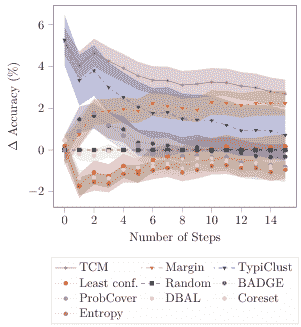 Δ Accuracy (%)
6
4
2
0
−2
0 2 4 6 8 10 12 14
Number of Steps
TCM Margin TypiClust
Least conf. Random BADGE
ProbCover DBAL Coreset
Entropy